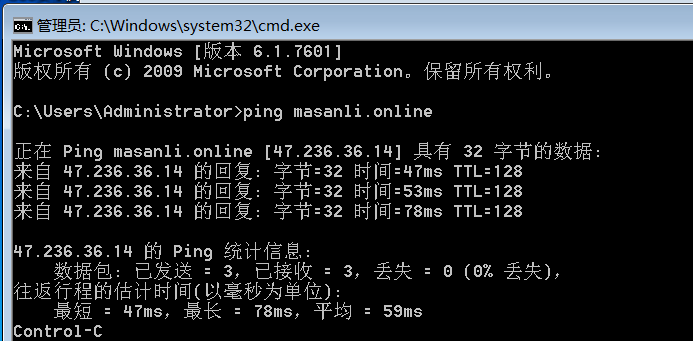 管理员: C:\Windows\system32\cmd.exe
Microsoft Windows [版本 6.1.7601]
版权所有 (c) 2009 Microsoft Corporation。保留所有权利。
C:\Users\Administrator>ping masanli.online
正在 Ping masanli.online [47.236.36.14] 具有 32 字节的数据:
来自 47.236.36.14 的回复: 字节=32 时间=47ms TTL=128
来自 47.236.36.14 的回复: 字节=32 时间=53ms TTL=128
来自 47.236.36.14 的回复: 字节=32 时间=78ms TTL=128
47.236.36.14 的 Ping 统计信息:
数据包: 已发送 = 3，已接收 = 3，丢失 = 0 (0% 丢失)，
往返行程的估计时间(以毫秒为单位):
最短 = 47ms，最长 = 78ms，平均 = 59ms
Control-C